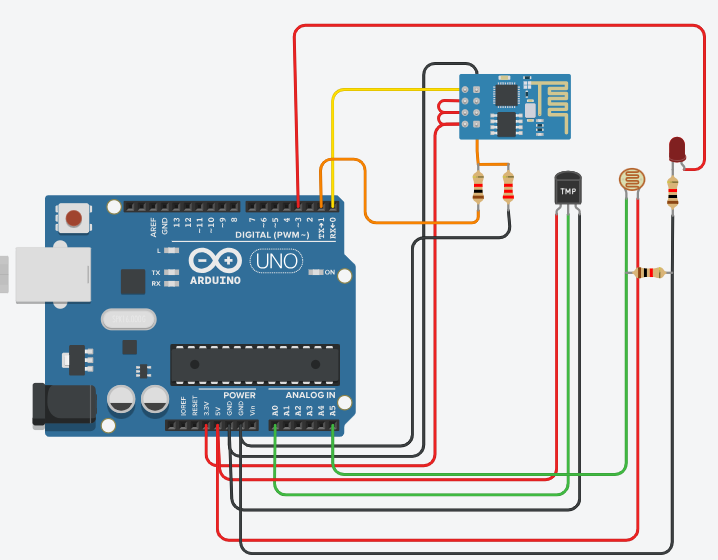 TMP
AREF
GND
13
12
~11
~10
~9
8
7
~6
~5
4
~3
2
TX→1
RX←0
DIGITAL (PWM ~)
L
TX
RX
ARDUINO
UNO
ON
POWER
ANALOG IN
IOREF
RESET
3.3V
5V
GND
GND
Vin
A0
A1
A2
A3
A4
A5